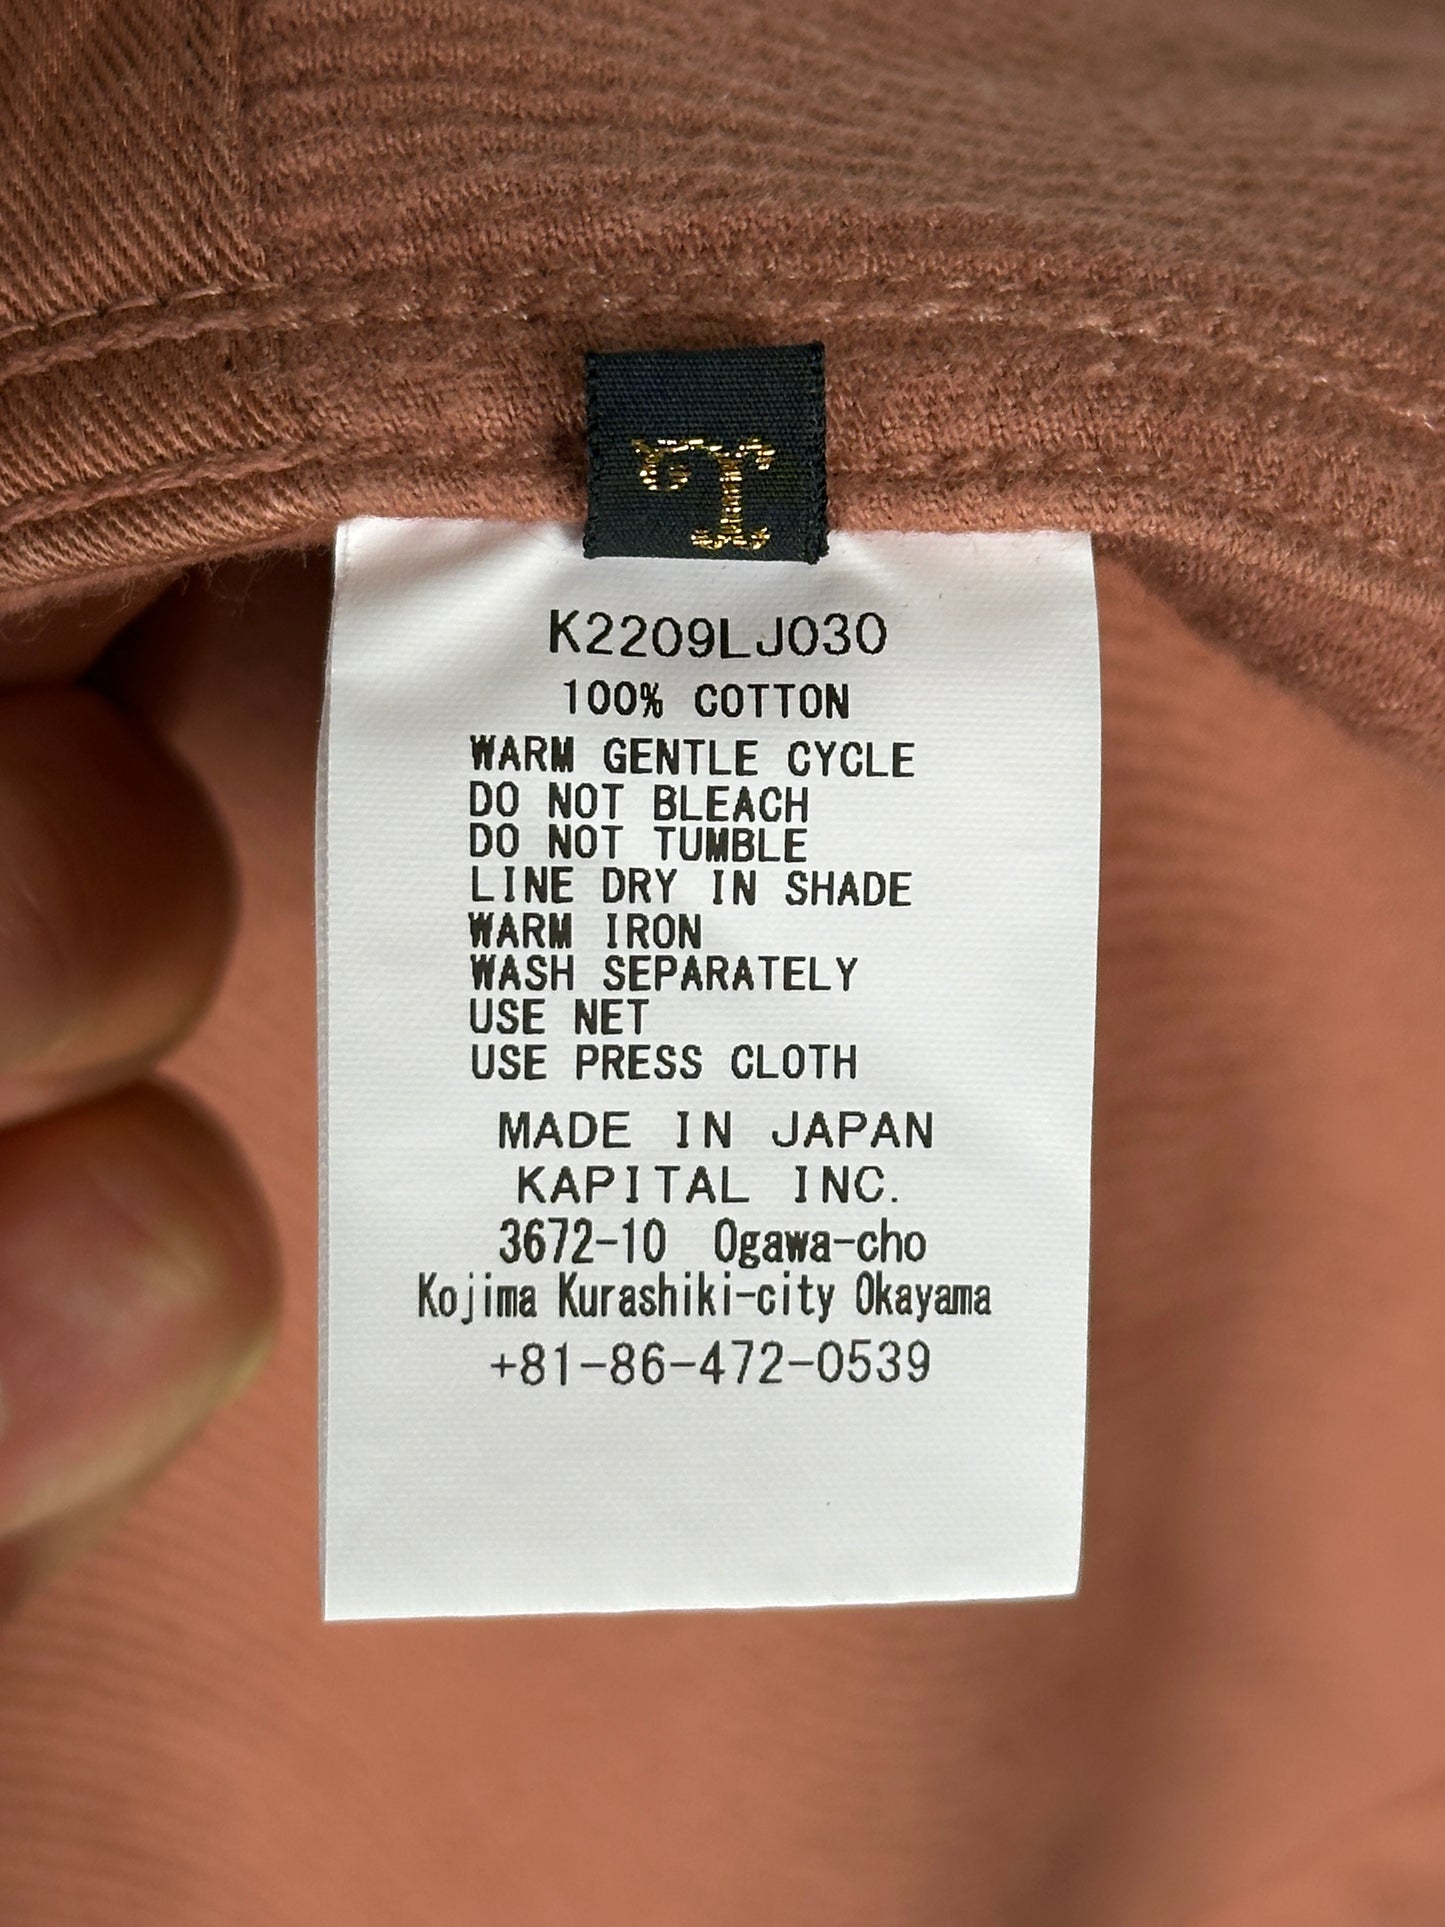 K2209LJ030
100% COTTON
WARM GENTLE CYCLE
DO NOT BLEACH
DO NOT TUMBLE
LINE DRY IN SHADE
WARM IRON
WASH SEPARATELY
USE NET
USE PRESS CLOTH
MADE IN JAPAN
KAPITAL INC.
3672-10 Ogawa-cho
Kojima Kurashiki-city Okayama
+81-86-472-0539